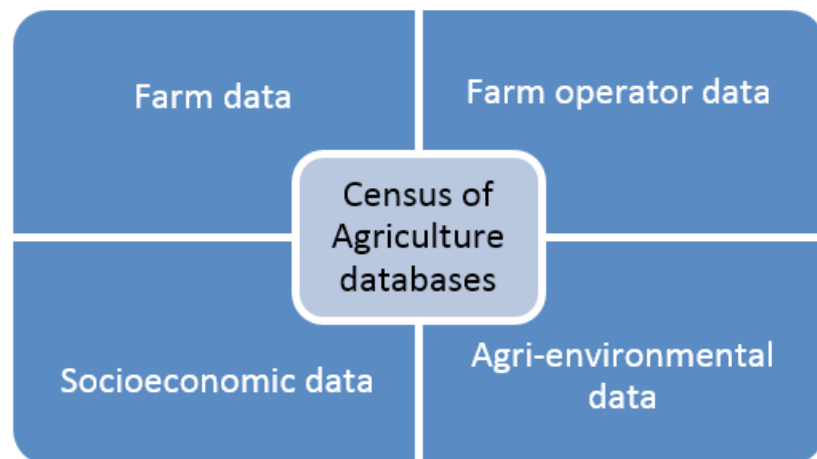 Farm data
Farm operator data
Census of
Agriculture
databases
Socioeconomic data
Agri-environmental
data